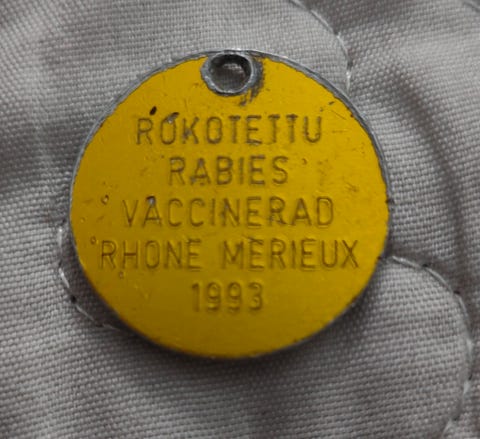 ROKOTETTU
RABIES
VACCINERAD
RHONE MERIEUX
1993